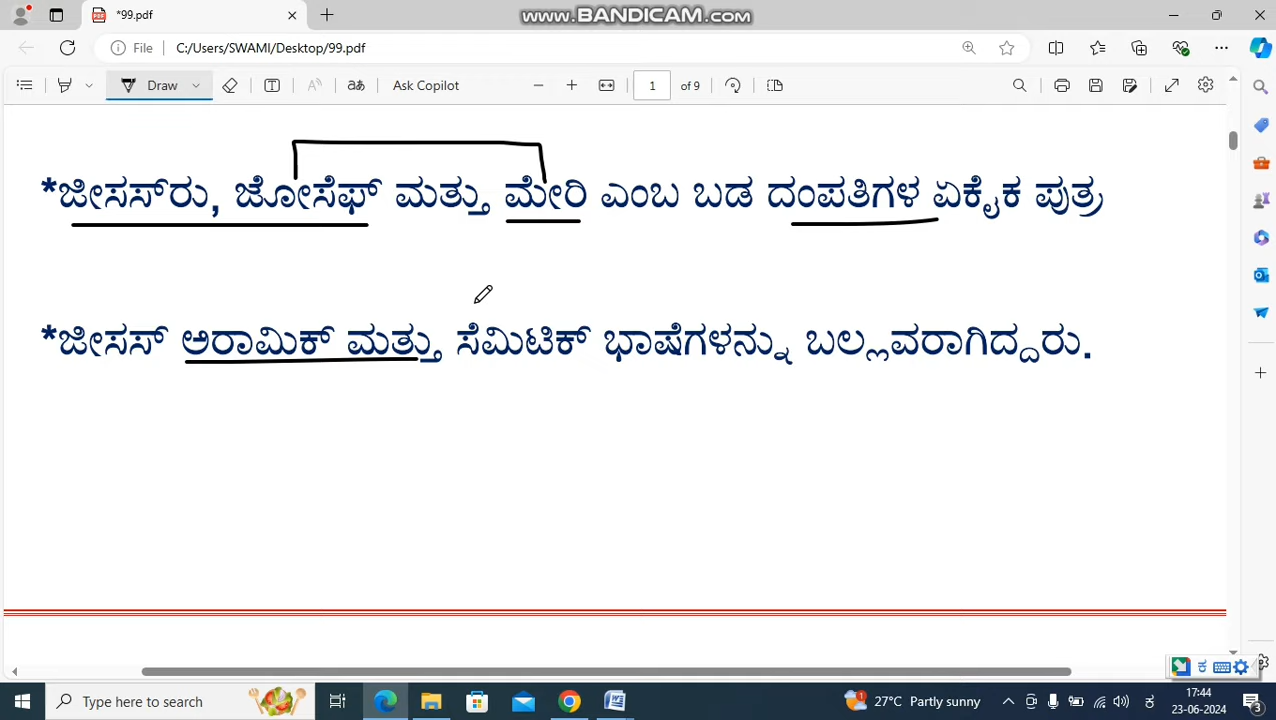 *99.pdf
WWW.BANDICAM.COM
File C:/Users/SWAMI/Desktop/99.pdf
Draw Ask Copilot 1 of 9
*ಜೀಸಸ್‌ರು, ಜೋಸೆಫ್ ಮತ್ತು ಮೇರಿ ಎಂಬ ಬಡ ದಂಪತಿಗಳ ಏಕೈಕ ಪುತ್ರ
*ಜೀಸಸ್ ಅರಾಮಿಕ್ ಮತ್ತು ಸೆಮಿಟಿಕ್ ಭಾಷೆಗಳನ್ನು ಬಲ್ಲವರಾಗಿದ್ದರು.
Type here to search 27°C Partly sunny 17:44
23-06-2024